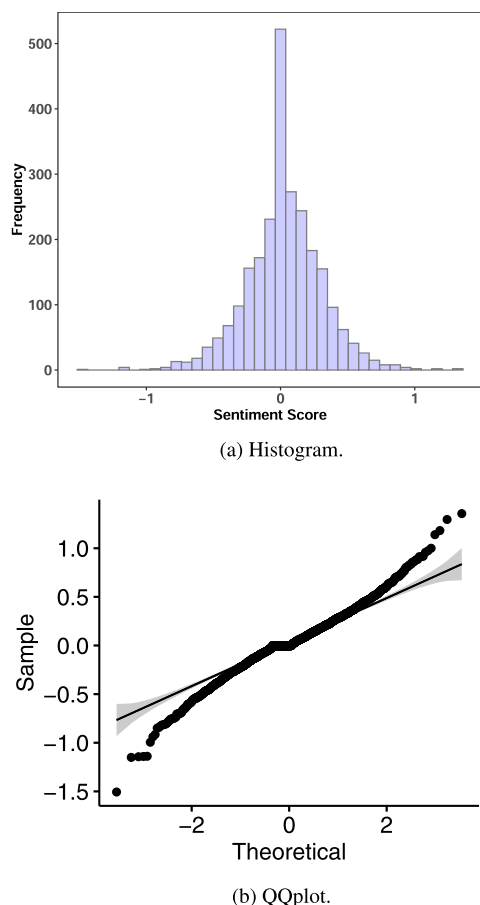 500
400
300
200
100
0
Frequency
−1 0 1
Sentiment Score
(a) Histogram.
1.0
0.5
0.0
−0.5
−1.0
−1.5
Sample
−2 0 2
Theoretical
(b) QQplot.